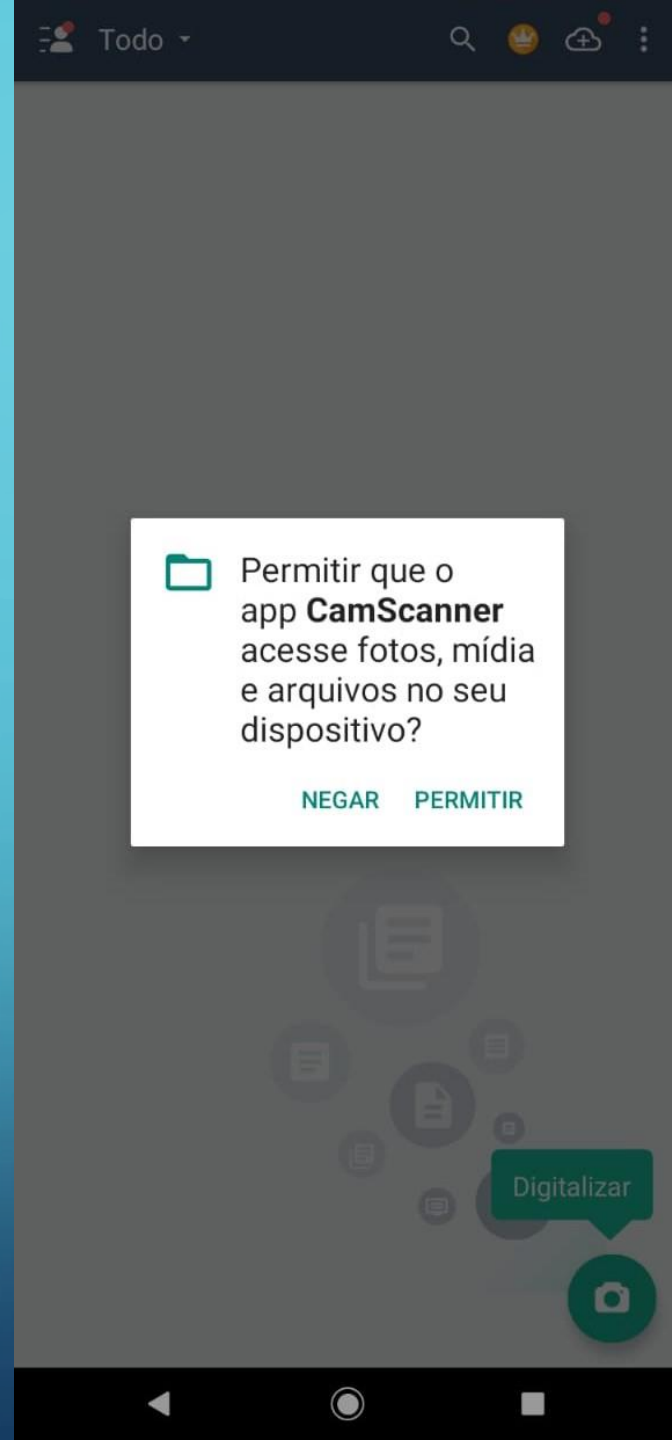 Todo
Permitir que o
app CamScanner
acesse fotos, mídia
e arquivos no seu
dispositivo?
NEGAR PERMITIR
Digitalizar